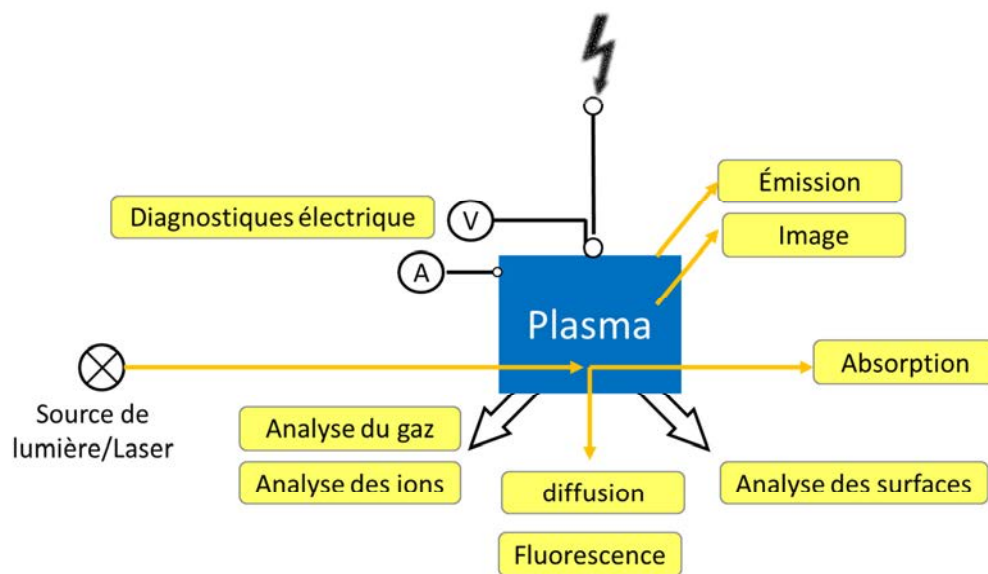 Émission
Diagnostiques électrique
V
Image
A
Plasma
Absorption
Source de
lumière/Laser
Analyse du gaz
Analyse des ions
diffusion
Analyse des surfaces
Fluorescence